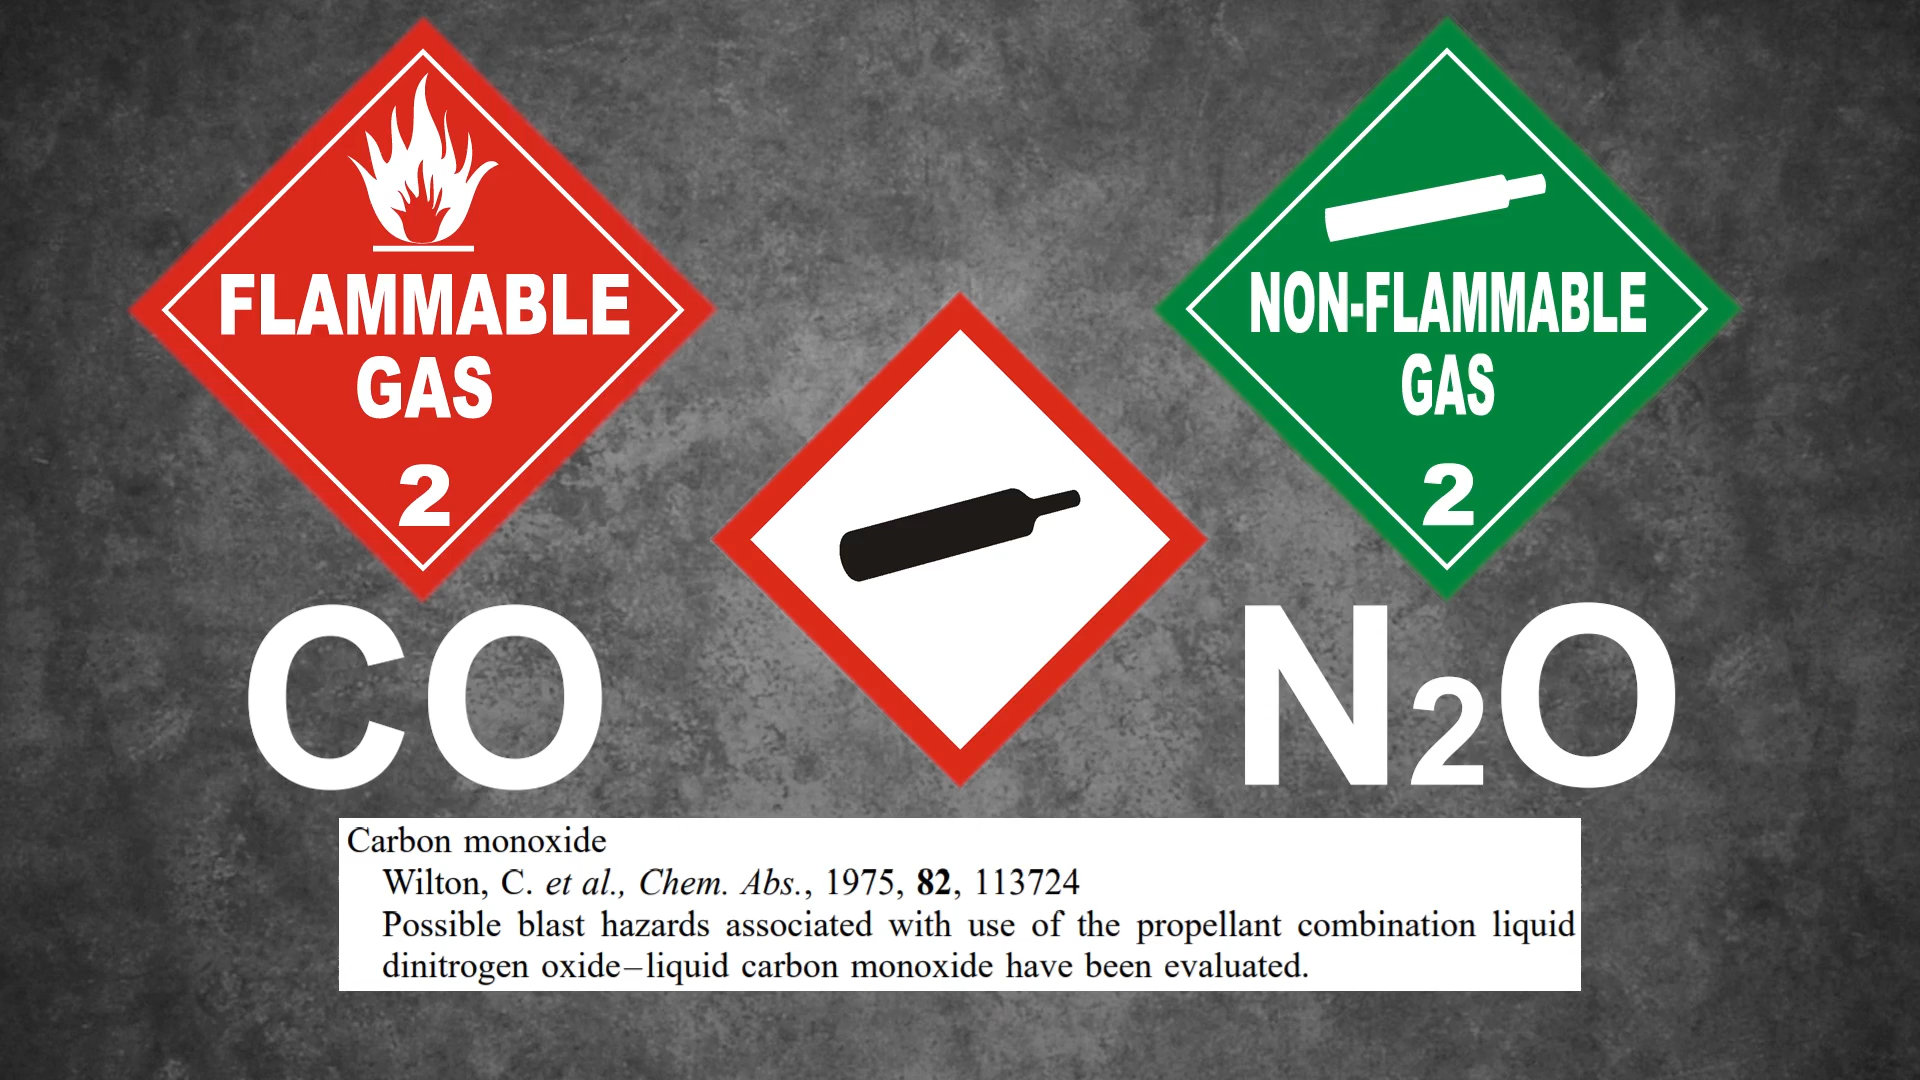 FLAMMABLE
GAS
2
NON-FLAMMABLE
GAS
2
CO
N2O
Carbon monoxide
Wilton, C. et al., Chem. Abs., 1975, 82, 113724
Possible blast hazards associated with use of the propellant combination liquid
dinitrogen oxide–liquid carbon monoxide have been evaluated.